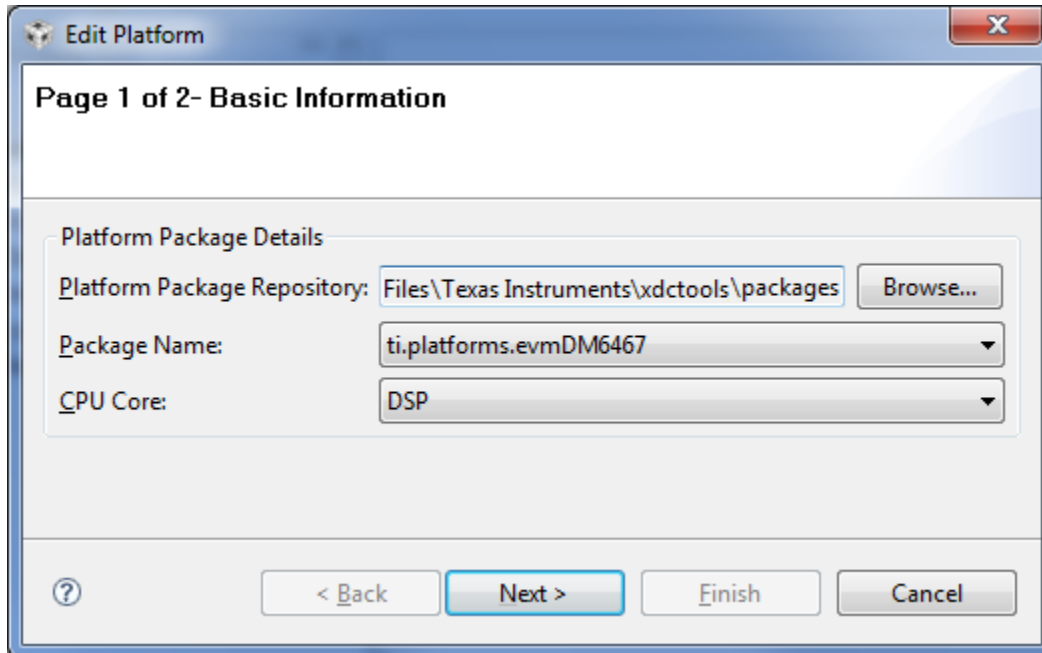 Edit Platform
x
Page 1 of 2- Basic Information
Platform Package Details
Platform Package Repository: Files\Texas Instruments\xdctools\packages Browse...
Package Name: ti.platforms.evmDM6467
CPU Core: DSP
? < Back Next > Finish Cancel